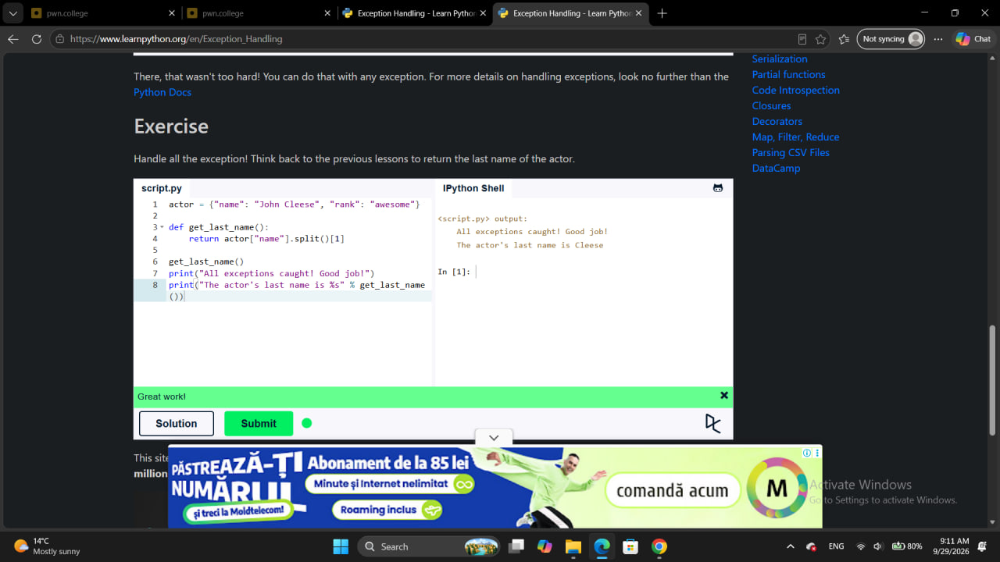 pwn.college
pwn.college
Exception Handling - Learn Python
Exception Handling - Learn Python
https://www.learnpython.org/en/Exception_Handling
Not syncing
Chat
There, that wasn't too hard! You can do that with any exception. For more details on handling exceptions, look no further than the
Python Docs
Serialization
Partial functions
Code Introspection
Closures
Decorators
Map, Filter, Reduce
Parsing CSV Files
DataCamp
Exercise
Handle all the exception! Think back to the previous lessons to return the last name of the actor.
script.py
1 actor = {"name": "John Cleese", "rank": "awesome"}
2
3 def get_last_name():
4 return actor["name"].split()[1]
5
6 get_last_name()
7 print("All exceptions caught! Good job!")
8 print("The actor's last name is %s" % get_last_name
())
IPython Shell
<script.py> output:
All exceptions caught! Good job!
The actor's last name is Cleese
In [1]:
Great work!
Solution
Submit
This site
million
PĂSTREAZĂ-ȚI
NUMĂRUL
și treci la Moldtelecom!
Abonament de la 85 lei
Minute și Internet nelimitat
Roaming inclus
comandă acum
M
Activate Windows
Go to Settings to activate Windows.
14°C
Mostly sunny
Search
ENG
80%
9:11 AM
9/29/2026